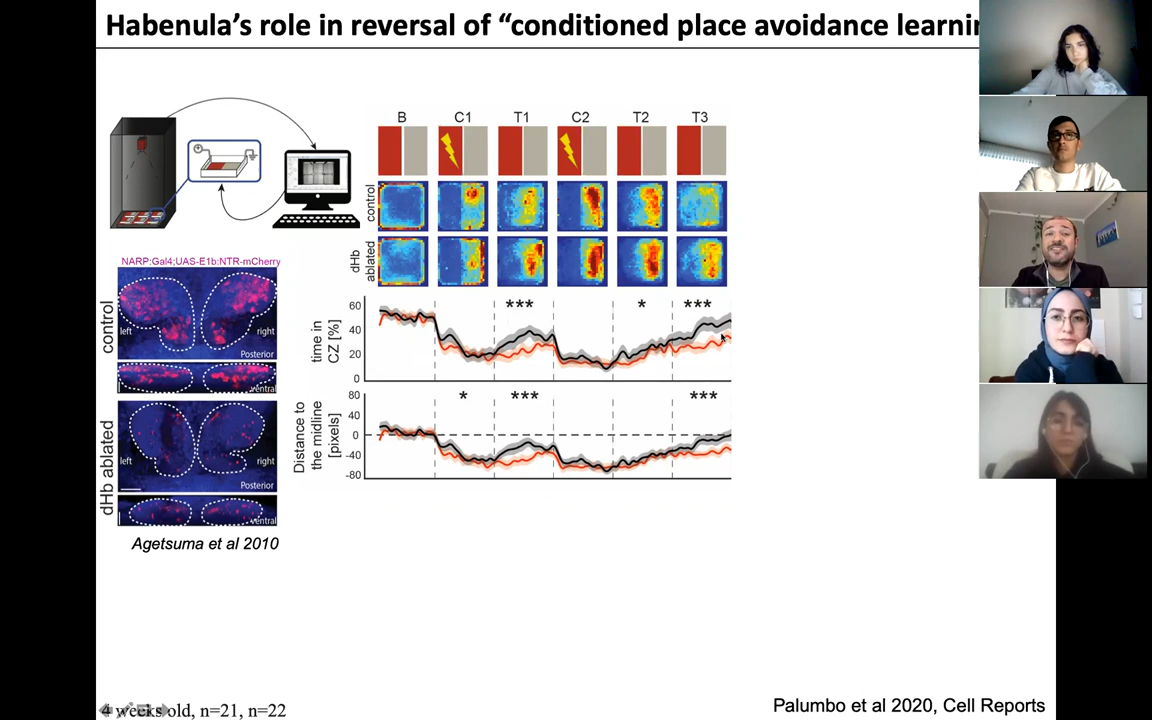 Habenula’s role in reversal of “conditioned place avoidance learnin
B C1 T1 C2 T2 T3
control
dHb ablated
NARP:Gal4;UAS-E1b:NTR-mCherry
control
left
right
Posterior
ventral
dHb ablated
left
right
Posterior
ventral
Agetsuma et al 2010
time in CZ [%]
60
40
20
0
*** * ***
Distance to the midline [pixels]
80
40
0
-40
-80
* *** ***
4 weeks old, n=21, n=22
Palumbo et al 2020, Cell Reports